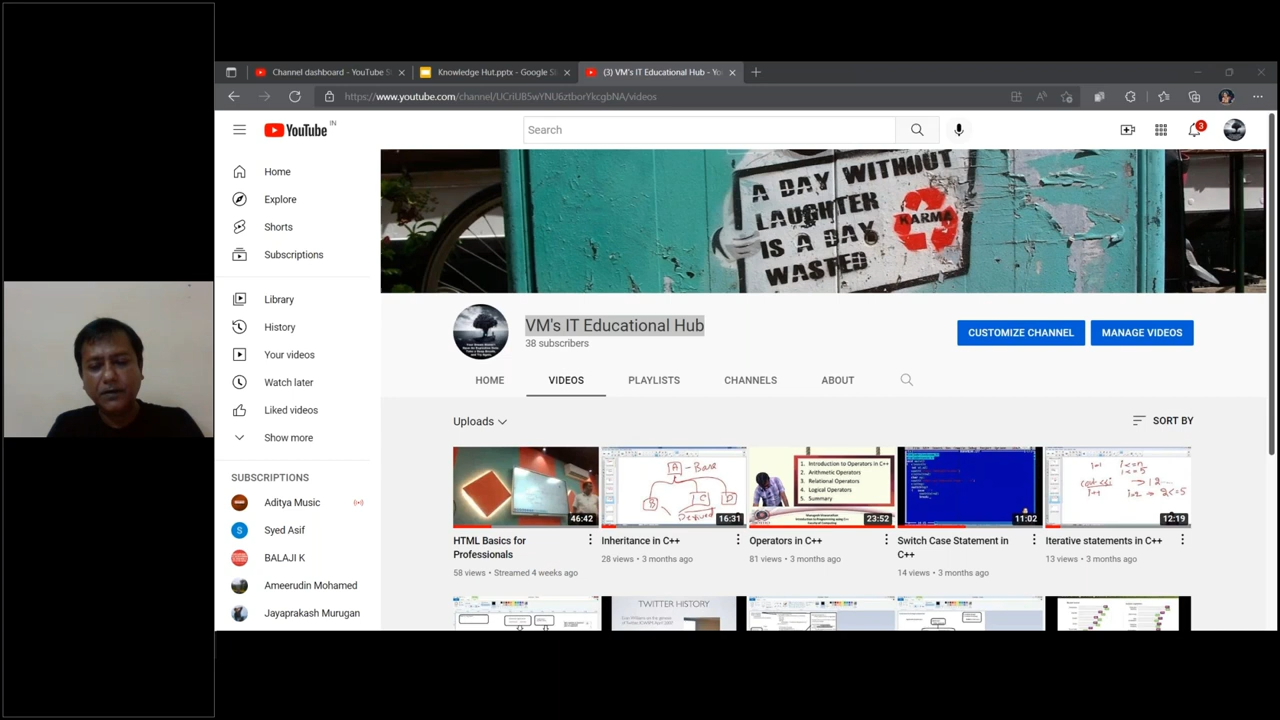 Channel dashboard - YouTube S
Knowledge Hut.pptx - Google S
(3) VM's IT Educational Hub - Yo
https://www.youtube.com/channel/UCriUB5wYNU6ztborYkcgbNA/videos
YouTube IN
Search
3
Home
Explore
Shorts
Subscriptions
Library
History
Your videos
Watch later
Liked videos
Show more
SUBSCRIPTIONS
Aditya Music
Syed Asif
BALAJI K
Ameerudin Mohamed
Jayaprakash Murugan
A DAY WITHOUT
LAUGHTER
IS A DAY
WASTED
KARMA
VM's IT Educational Hub
38 subscribers
CUSTOMIZE CHANNEL
MANAGE VIDEOS
HOME
VIDEOS
PLAYLISTS
CHANNELS
ABOUT
Uploads
SORT BY
46:42
HTML Basics for
Professionals
58 views • Streamed 4 weeks ago
A - Base
B
C
D
Derived
16:31
Inheritance in C++
28 views • 3 months ago
1. Introduction to Operators in C++
2. Arithmetic Operators
3. Relational Operators
4. Logical Operators
5. Summary
23:52
Operators in C++
81 views • 3 months ago
11:02
Switch Case Statement in
C++
14 views • 3 months ago
12:19
Iterative statements in C++
13 views • 3 months ago
TWITTER HISTORY